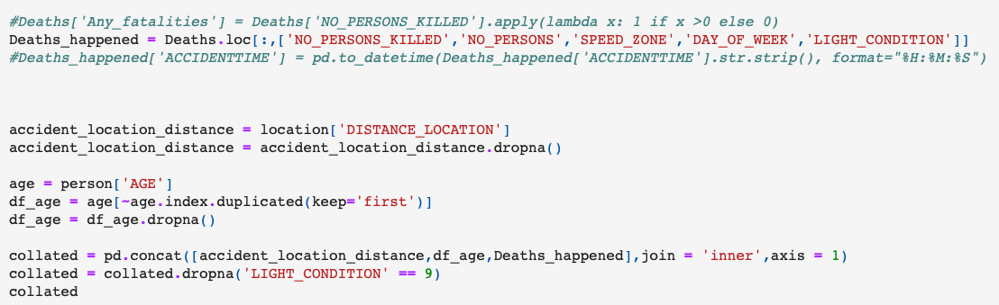 #Deaths['Any_fatalities'] = Deaths['NO_PERSONS_KILLED'].apply(lambda x: 1 if x >0 else 0)
Deaths_happened = Deaths.loc[:,['NO_PERSONS_KILLED','NO_PERSONS','SPEED_ZONE','DAY_OF_WEEK','LIGHT_CONDITION']]
#Deaths_happened['ACCIDENTTIME'] = pd.to_datetime(Deaths_happened['ACCIDENTTIME'].str.strip(), format="%H:%M:%S")
accident_location_distance = location['DISTANCE_LOCATION']
accident_location_distance = accident_location_distance.dropna()
age = person['AGE']
df_age = age[~age.index.duplicated(keep='first')]
df_age = df_age.dropna()
collated = pd.concat([accident_location_distance,df_age,Deaths_happened],join = 'inner',axis = 1)
collated = collated.dropna('LIGHT_CONDITION' == 9)
collated